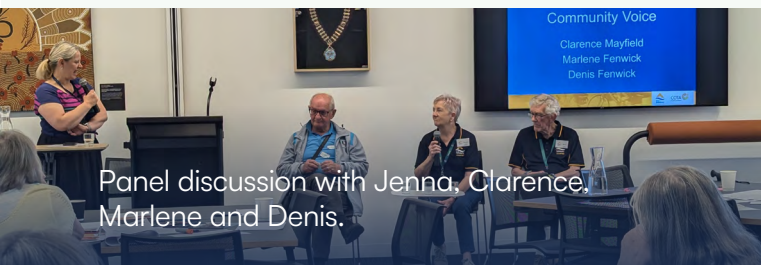 Community Voice
Clarence Mayfield
Marlene Fenwick
Denis Fenwick
Panel discussion with Jenna, Clarence,
Marlene and Denis.